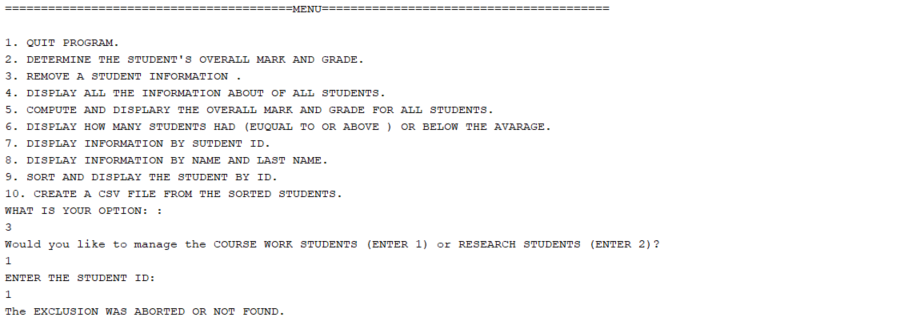 ========================================MENU========================================
1. QUIT PROGRAM.
2. DETERMINE THE STUDENT'S OVERALL MARK AND GRADE.
3. REMOVE A STUDENT INFORMATION .
4. DISPLAY ALL THE INFORMATION ABOUT OF ALL STUDENTS.
5. COMPUTE AND DISPLARY THE OVERALL MARK AND GRADE FOR ALL STUDENTS.
6. DISPLAY HOW MANY STUDENTS HAD (EUQUAL TO OR ABOVE ) OR BELOW THE AVARAGE.
7. DISPLAY INFORMATION BY SUTDENT ID.
8. DISPLAY INFORMATION BY NAME AND LAST NAME.
9. SORT AND DISPLAY THE STUDENT BY ID.
10. CREATE A CSV FILE FROM THE SORTED STUDENTS.
WHAT IS YOUR OPTION: :
3
Would you like to manage the COURSE WORK STUDENTS (ENTER 1) or RESEARCH STUDENTS (ENTER 2)?
1
ENTER THE STUDENT ID:
1
The EXCLUSION WAS ABORTED OR NOT FOUND.